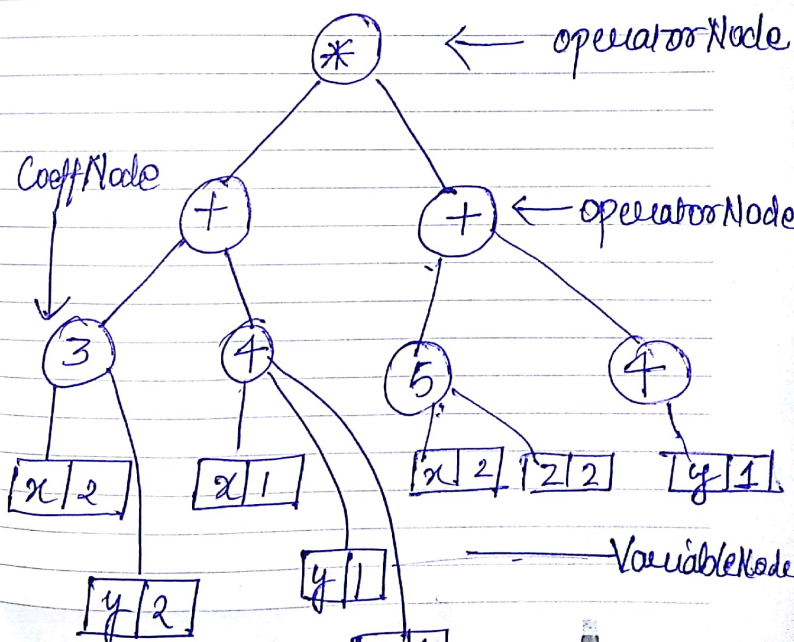 * ← operatorNode
CoeffNode
+ + ← operatorNode
3 4 5 4
x|2 x|1 x|2 z|2 y|1
y|1 VariableNode
y|2